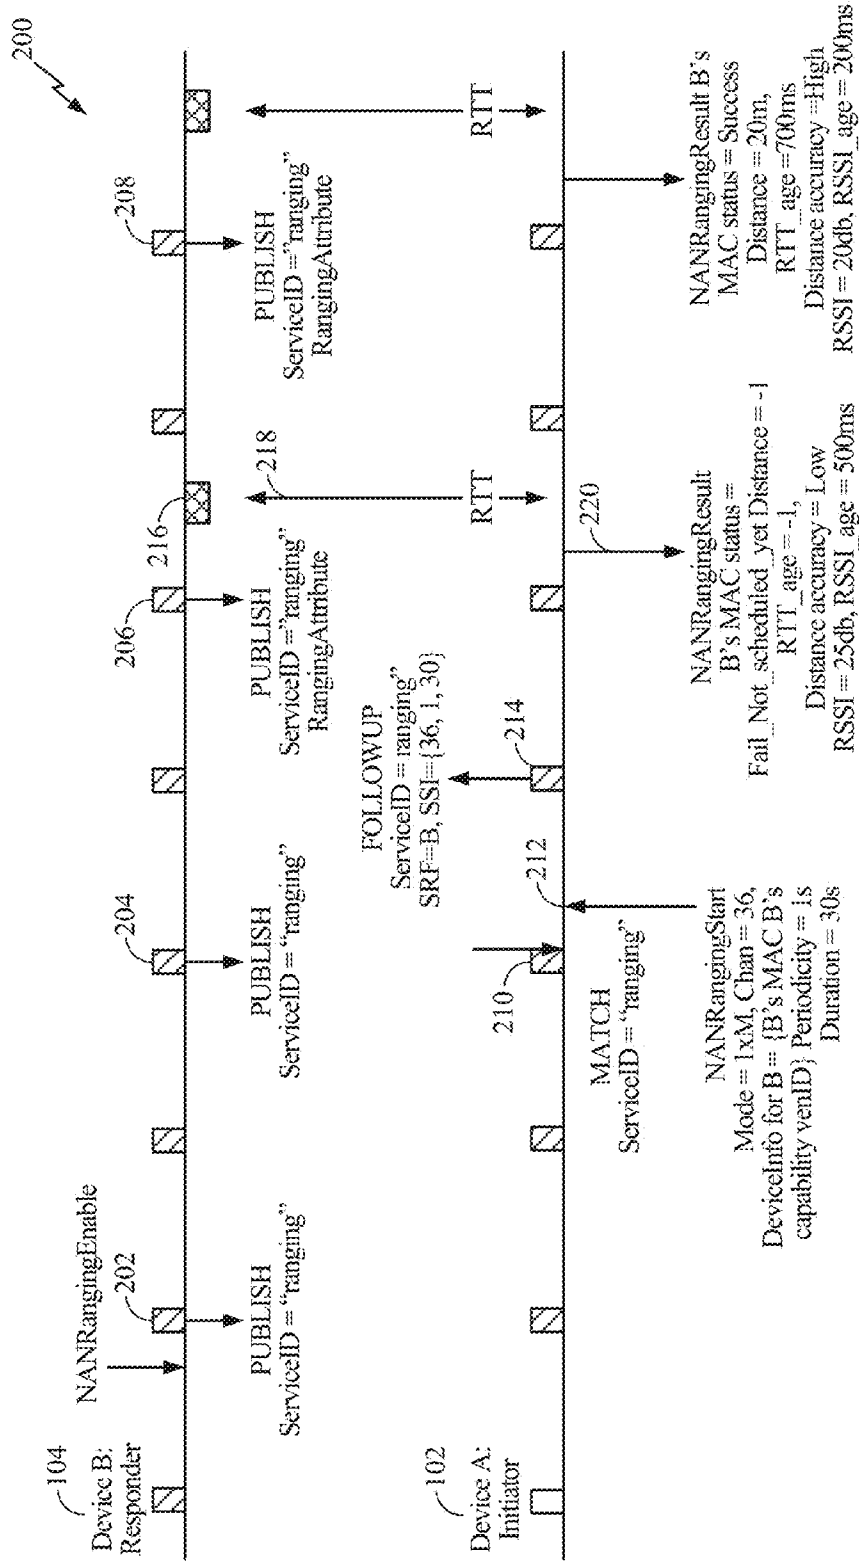 200
104
Device B:
Responder
NANRangingEnable
202
PUBLISH
ServiceID = "ranging"
204
PUBLISH
ServiceID = "ranging"
206
PUBLISH
ServiceID = "ranging"
RangingAttribute
216
218
RTT
208
PUBLISH
ServiceID = "ranging"
RangingAttribute
RTT
102
Device A:
Initiator
210
MATCH
ServiceID = "ranging"
212
NANRangingStart
Mode = 1xM, Chan = 36,
DeviceInfo for B = {B's MAC B's
capability venID} Periodicity = 1s
Duration = 30s
FOLLOWUP
ServiceID = ranging"
SRF=B, SSI={36, 1, 30}
214
220
NANRangingResult
B's MAC status =
Fail_Not_scheduled_yet Distance = -1
RTT_age = -1,
Distance accuracy = Low
RSSI = 25db, RSSI_age = 500ms
NANRangingResult B's
MAC status = Success
Distance = 20m,
RTT_age =700ms
Distance accuracy =High
RSSI = 20db, RSSI_age = 200ms